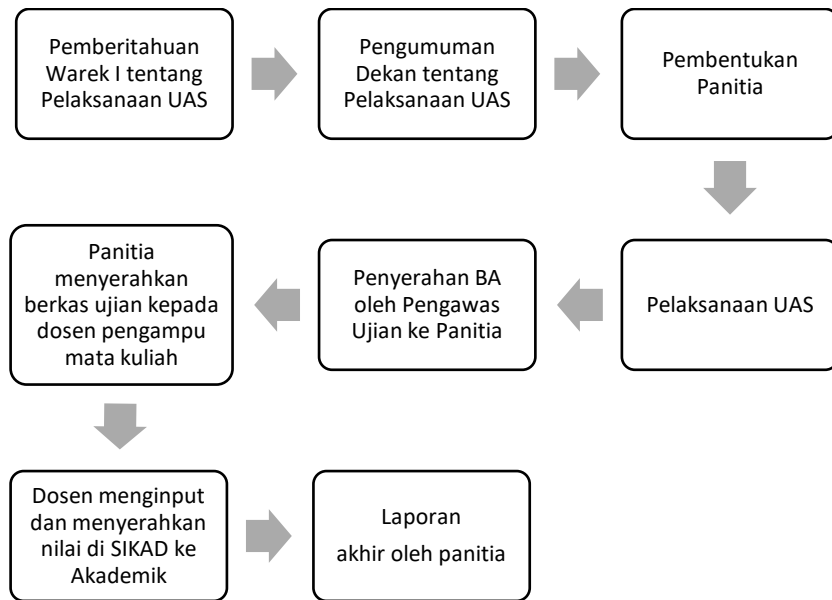 Pemberitahuan
Warek I tentang
Pelaksanaan UAS
Pengumuman
Dekan tentang
Pelaksanaan UAS
Pembentukan
Panitia
Pelaksanaan UAS
Penyerahan BA
oleh Pengawas
Ujian ke Panitia
Panitia
menyerahkan
berkas ujian kepada
dosen pengampu
mata kuliah
Dosen menginput
dan menyerahkan
nilai di SIKAD ke
Akademik
Laporan
akhir oleh panitia